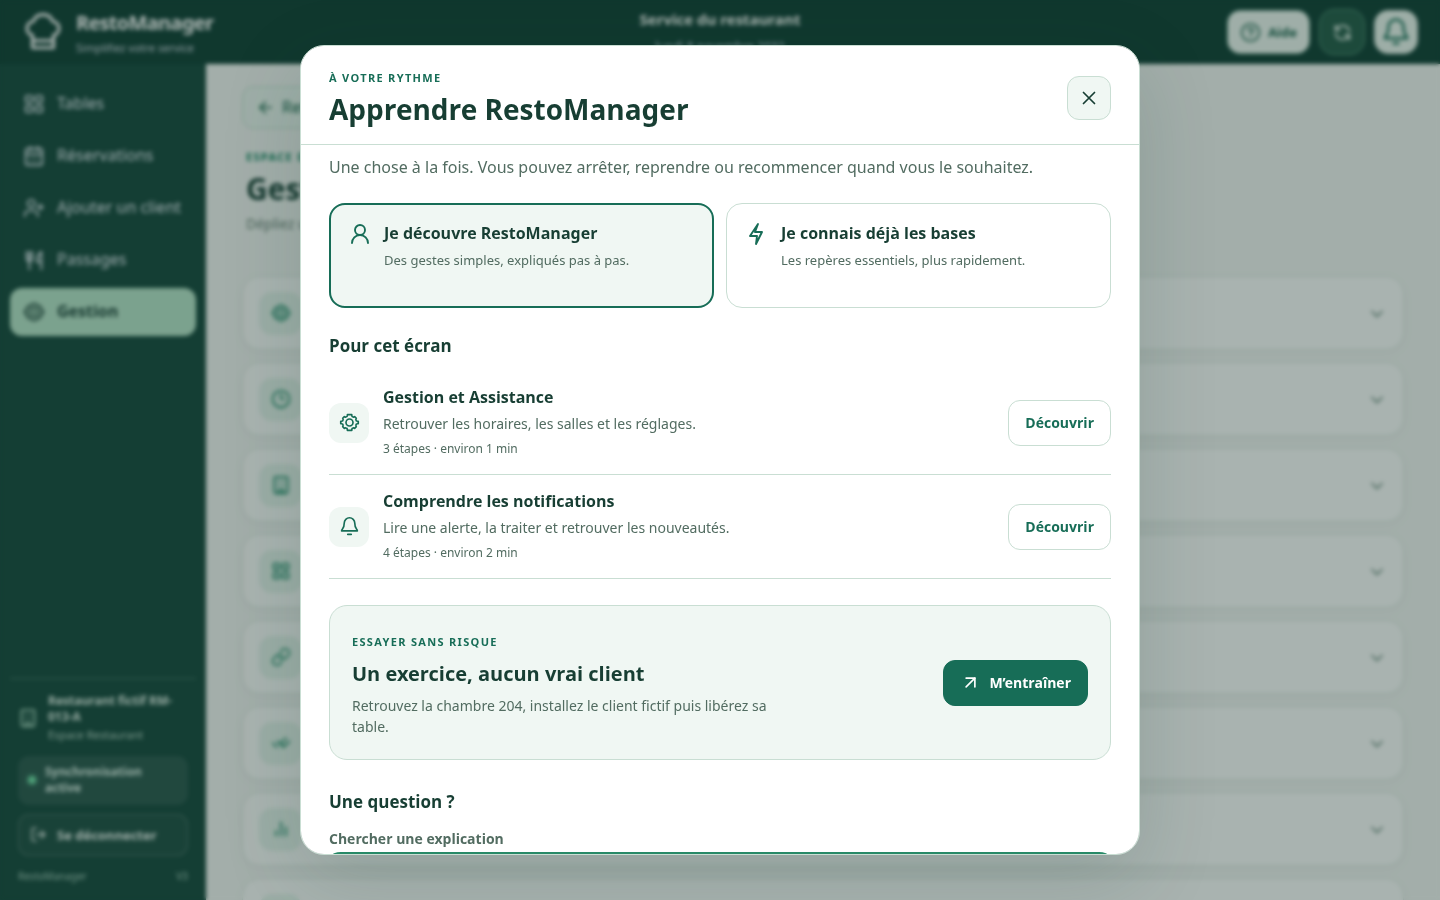 RestoManager
Simplifiez votre service
Service du restaurant
Aide
Tables
Réservations
Ajouter un client
Passages
Gestion
Restaurant fictif RM-
013-A
Espace Restaurant
Synchronisation
active
Se déconnecter
RestoManager
À VOTRE RYTHME
Apprendre RestoManager
Une chose à la fois. Vous pouvez arrêter, reprendre ou recommencer quand vous le souhaitez.
Je découvre RestoManager
Des gestes simples, expliqués pas à pas.
Je connais déjà les bases
Les repères essentiels, plus rapidement.
Pour cet écran
Gestion et Assistance
Retrouver les horaires, les salles et les réglages.
3 étapes · environ 1 min
Découvrir
Comprendre les notifications
Lire une alerte, la traiter et retrouver les nouveautés.
4 étapes · environ 2 min
Découvrir
ESSAYER SANS RISQUE
Un exercice, aucun vrai client
Retrouvez la chambre 204, installez le client fictif puis libérez sa
table.
M'entraîner
Une question ?
Chercher une explication